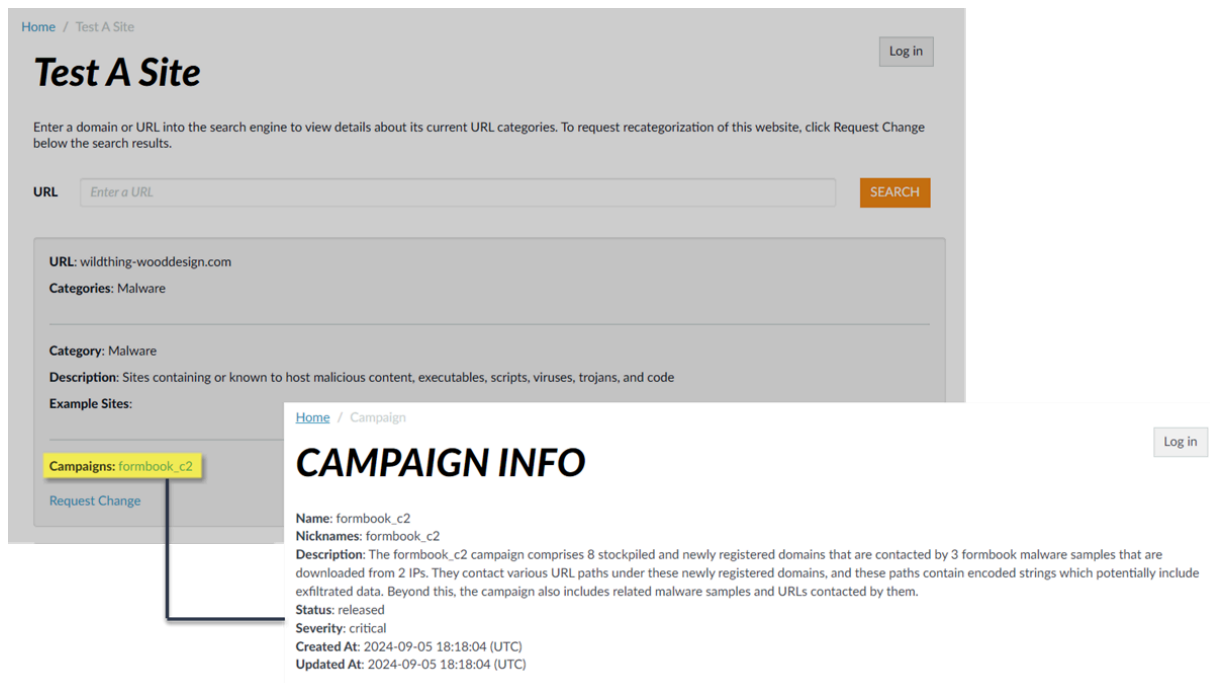 Home / Test A Site
Log in
Test A Site
Enter a domain or URL into the search engine to view details about its current URL categories. To request recategorization of this website, click Request Change
below the search results.
URL Enter a URL SEARCH
URL: wildthing-wooddesign.com
Categories: Malware
Category: Malware
Description: Sites containing or known to host malicious content, executables, scripts, viruses, trojans, and code
Example Sites:
Campaigns: formbook_c2
Request Change
Home / Campaign
Log in
CAMPAIGN INFO
Name: formbook_c2
Nicknames: formbook_c2
Description: The formbook_c2 campaign comprises 8 stockpiled and newly registered domains that are contacted by 3 formbook malware samples that are
downloaded from 2 IPs. They contact various URL paths under these newly registered domains, and these paths contain encoded strings which potentially include
exfiltrated data. Beyond this, the campaign also includes related malware samples and URLs contacted by them.
Status: released
Severity: critical
Created At: 2024-09-05 18:18:04 (UTC)
Updated At: 2024-09-05 18:18:04 (UTC)